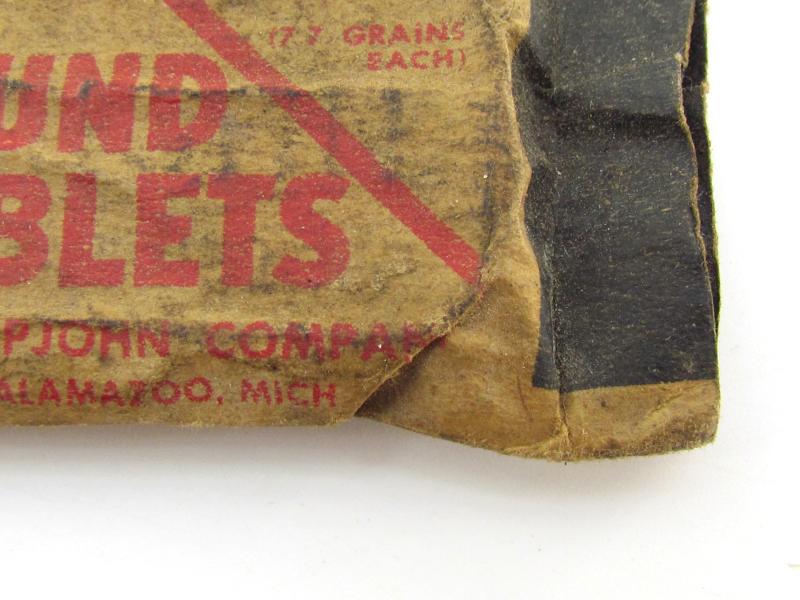 (7.7 GRAINS
EACH)
UND
BLETS
PJOHN COMPAN
ALAMAZOO, MICH